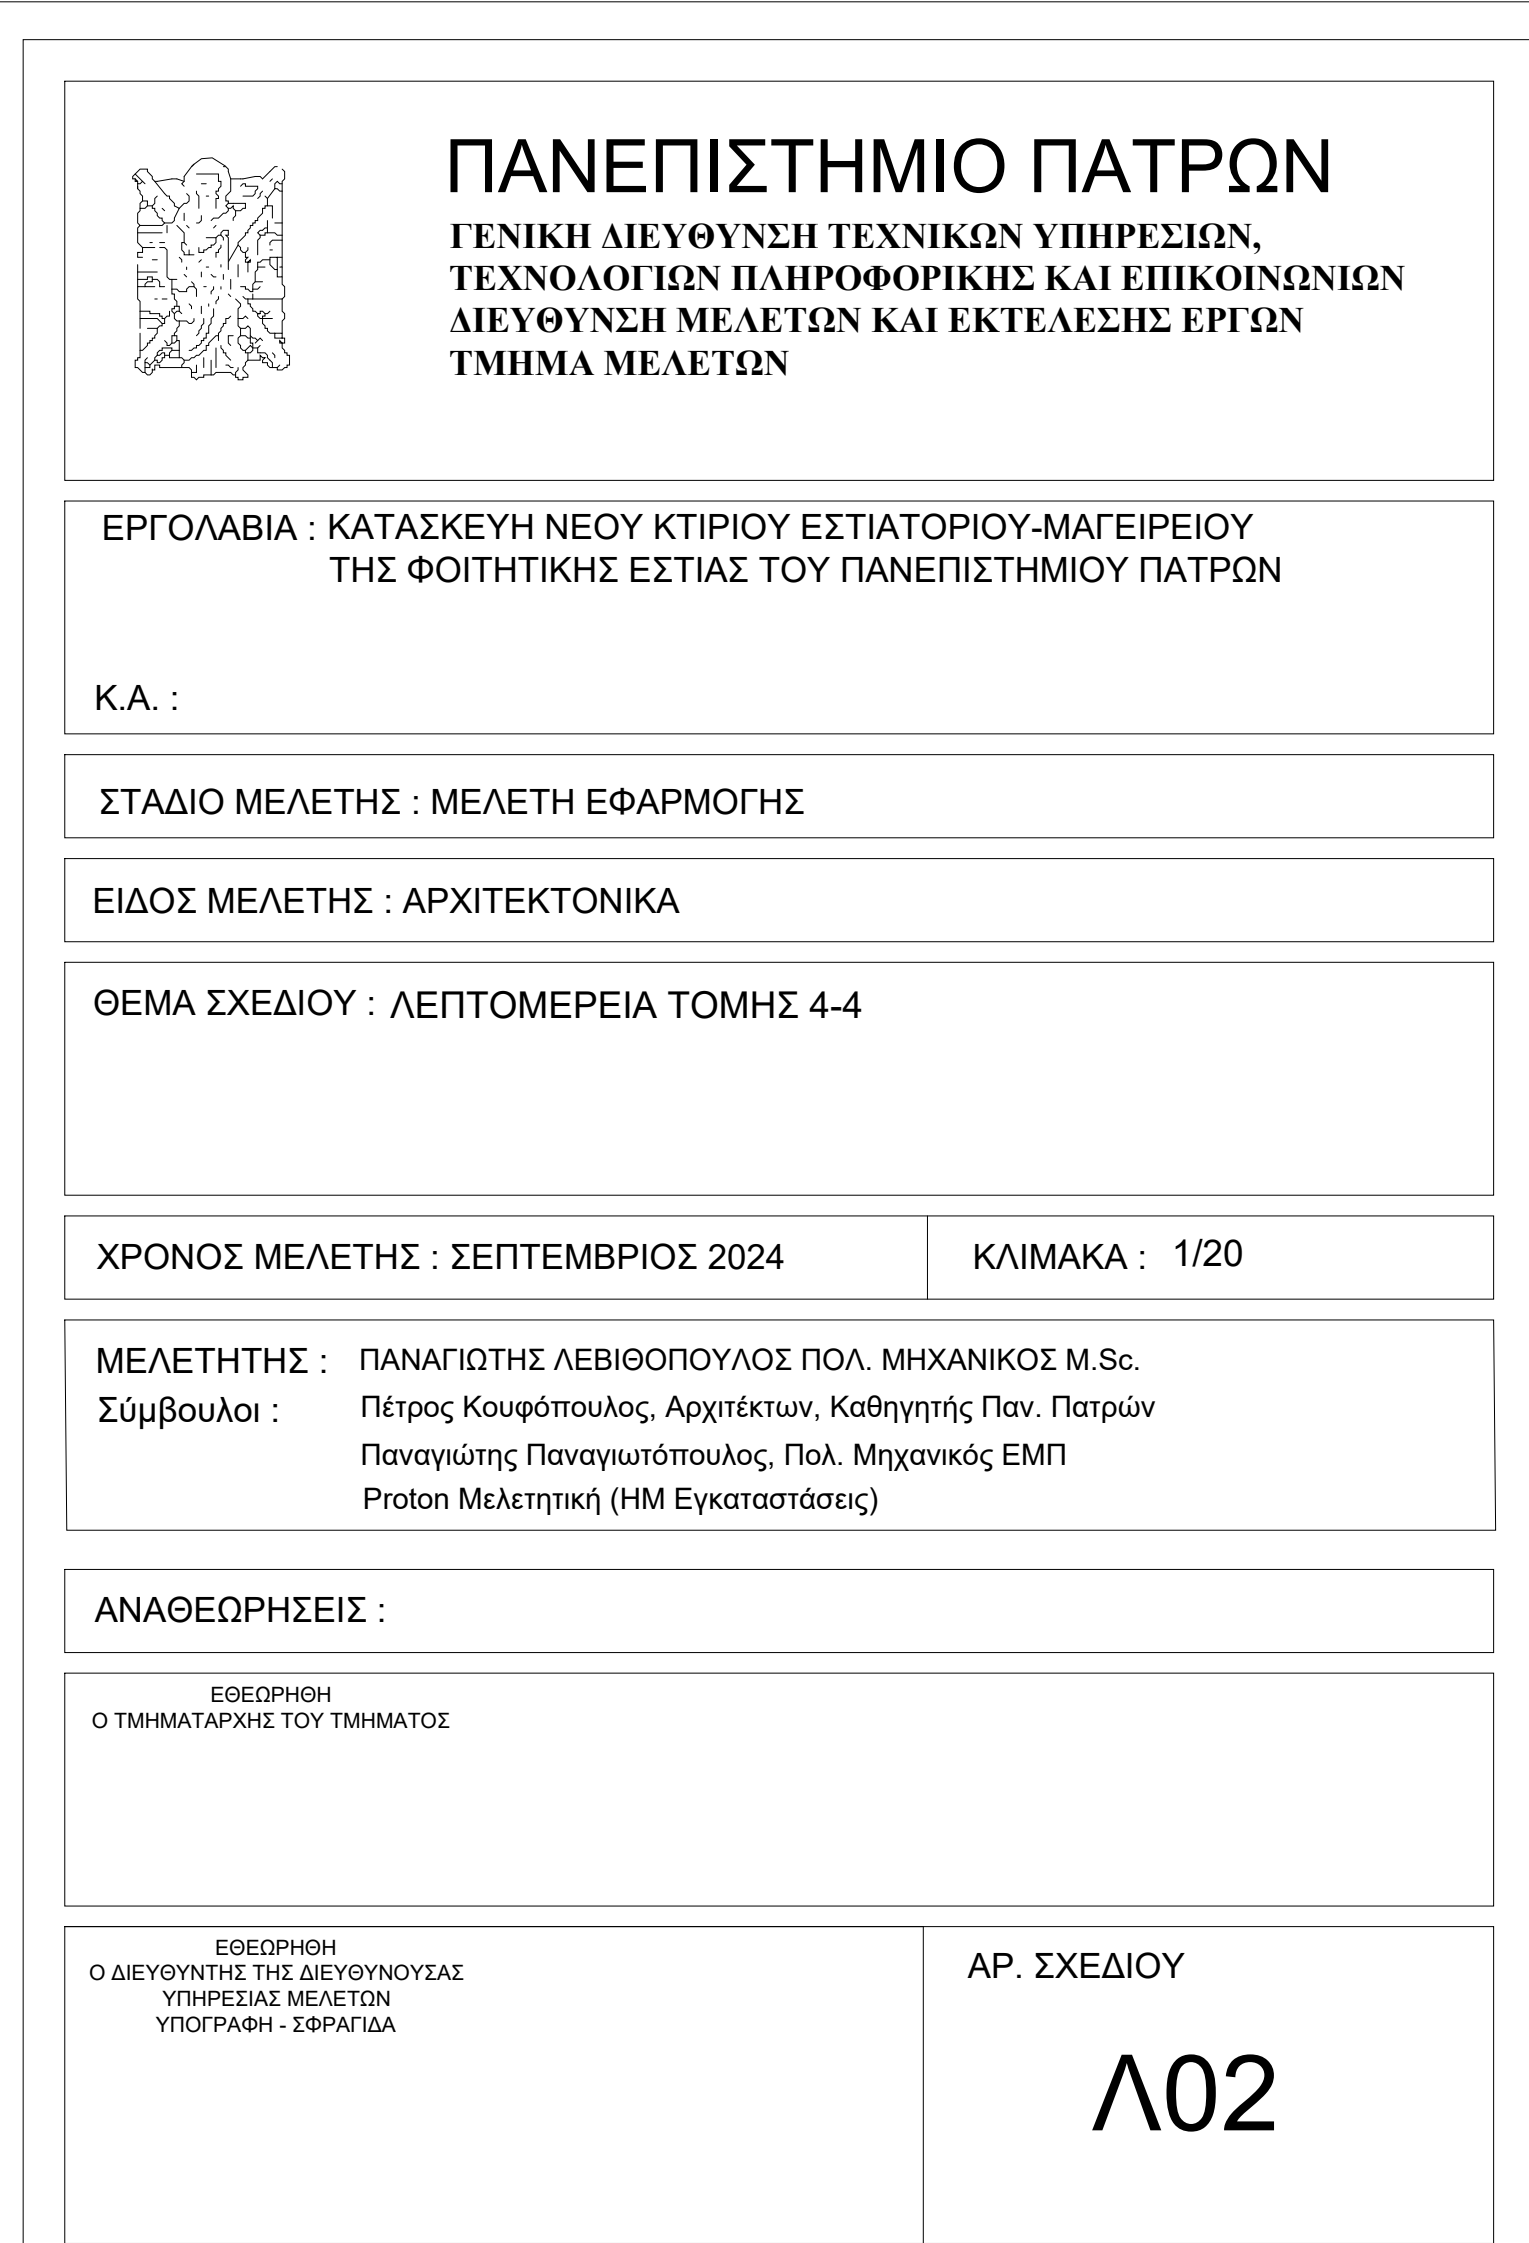 ΠΑΝΕΠΙΣΤΗΜΙΟ ΠΑΤΡΩΝ
ΓΕΝΙΚΗ ΔΙΕΥΘΥΝΣΗ ΤΕΧΝΙΚΩΝ ΥΠΗΡΕΣΙΩΝ,
ΤΕΧΝΟΛΟΓΙΩΝ ΠΛΗΡΟΦΟΡΙΚΗΣ ΚΑΙ ΕΠΙΚΟΙΝΩΝΙΩΝ
ΔΙΕΥΘΥΝΣΗ ΜΕΛΕΤΩΝ ΚΑΙ ΕΚΤΕΛΕΣΗΣ ΕΡΓΩΝ
ΤΜΗΜΑ ΜΕΛΕΤΩΝ
ΕΡΓΟΛΑΒΙΑ : ΚΑΤΑΣΚΕΥΗ ΝΕΟΥ ΚΤΙΡΙΟΥ ΕΣΤΙΑΤΟΡΙΟΥ-ΜΑΓΕΙΡΕΙΟΥ
ΤΗΣ ΦΟΙΤΗΤΙΚΗΣ ΕΣΤΙΑΣ ΤΟΥ ΠΑΝΕΠΙΣΤΗΜΙΟΥ ΠΑΤΡΩΝ
Κ.Α. :
ΣΤΑΔΙΟ ΜΕΛΕΤΗΣ : ΜΕΛΕΤΗ ΕΦΑΡΜΟΓΗΣ
ΕΙΔΟΣ ΜΕΛΕΤΗΣ : ΑΡΧΙΤΕΚΤΟΝΙΚΑ
ΘΕΜΑ ΣΧΕΔΙΟΥ : ΛΕΠΤΟΜΕΡΕΙΑ ΤΟΜΗΣ 4-4
ΧΡΟΝΟΣ ΜΕΛΕΤΗΣ : ΣΕΠΤΕΜΒΡΙΟΣ 2024
ΚΛΙΜΑΚΑ : 1/20
ΜΕΛΕΤΗΤΗΣ : ΠΑΝΑΓΙΩΤΗΣ ΛΕΒΙΘΟΠΟΥΛΟΣ ΠΟΛ. ΜΗΧΑΝΙΚΟΣ M.Sc.
Σύμβουλοι : Πέτρος Κουφόπουλος, Αρχιτέκτων, Καθηγητής Παν. Πατρών
Παναγιώτης Παναγιωτόπουλος, Πολ. Μηχανικός ΕΜΠ
Proton Μελετητική (ΗΜ Εγκαταστάσεις)
ΑΝΑΘΕΩΡΗΣΕΙΣ :
ΕΘΕΩΡΗΘΗ
Ο ΤΜΗΜΑΤΑΡΧΗΣ ΤΟΥ ΤΜΗΜΑΤΟΣ
ΕΘΕΩΡΗΘΗ
Ο ΔΙΕΥΘΥΝΤΗΣ ΤΗΣ ΔΙΕΥΘΥΝΟΥΣΑΣ
ΥΠΗΡΕΣΙΑΣ ΜΕΛΕΤΩΝ
ΥΠΟΓΡΑΦΗ - ΣΦΡΑΓΙΔΑ
ΑΡ. ΣΧΕΔΙΟΥ
Λ02